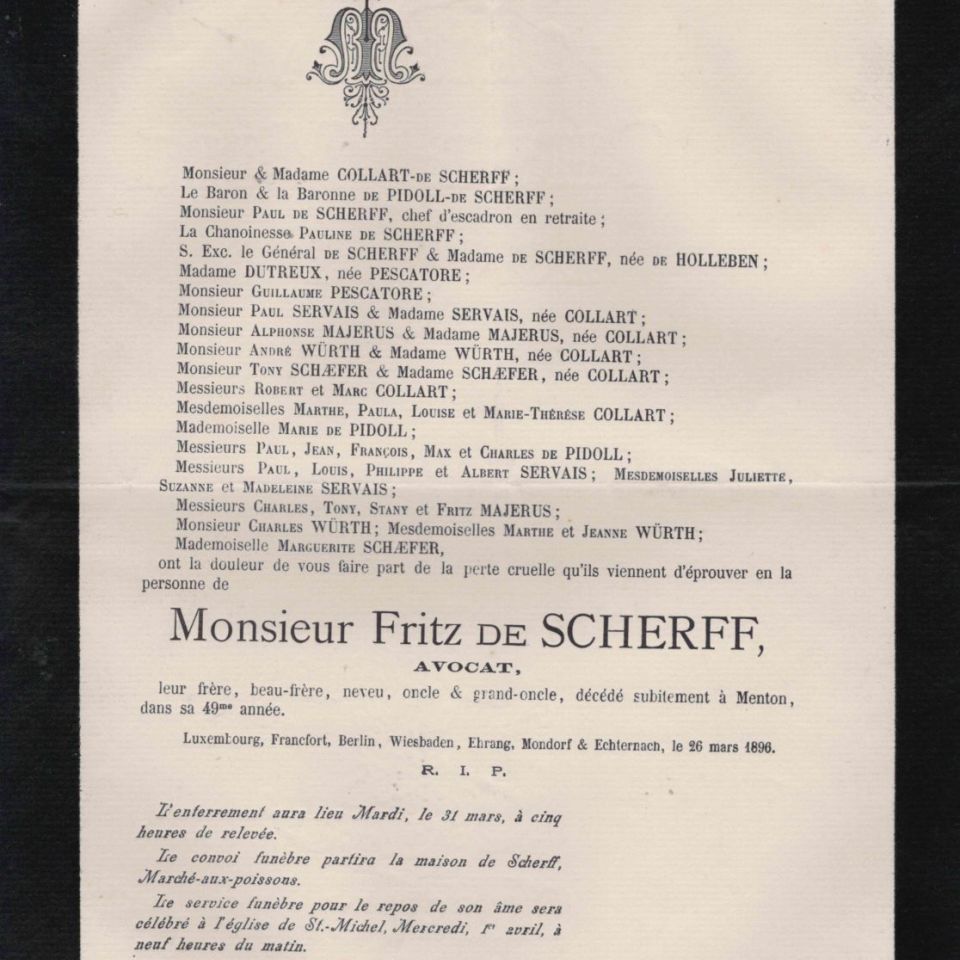 Monsieur & Madame COLLART-DE SCHERFF ;
Le Baron & la Baronne DE PIDOLL-DE SCHERFF ;
Monsieur PAUL DE SCHERFF, chef d'escadron en retraite ;
La Chanoinesse PAULINE DE SCHERFF ;
S. Exc. le Général DE SCHERFF & Madame DE SCHERFF, née DE HOLLEBEN ;
Madame DUTREUX, née PESCATORE ;
Monsieur GUILLAUME PESCATORE ;
Monsieur PAUL SERVAIS & Madame SERVAIS, née COLLART ;
Monsieur ALPHONSE MAJERUS & Madame MAJERUS, née COLLART ;
Monsieur ANDRÉ WÜRTH & Madame WÜRTH, née COLLART ;
Monsieur TONY SCHÆFER & Madame SCHÆFER, née COLLART ;
Messieurs ROBERT et MARC COLLART ;
Mesdemoiselles MARTHE, PAULA, LOUISE et MARIE-THÉRÈSE COLLART ;
Mademoiselle MARIE DE PIDOLL ;
Messieurs PAUL, JEAN, FRANÇOIS, MAX et CHARLES DE PIDOLL ;
Messieurs PAUL, LOUIS, PHILIPPE et ALBERT SERVAIS ; MESDEMOISELLES JULIETTE,
SUZANNE et MADELEINE SERVAIS ;
Messieurs CHARLES, TONY, STANY et FRITZ MAJERUS ;
Monsieur CHARLES WÜRTH ; Mesdemoiselles MARTHE et JEANNE WÜRTH ;
Mademoiselle MARGUERITE SCHÆFER,
ont la douleur de vous faire part de la perte cruelle qu'ils viennent d'éprouver en la
personne de
Monsieur Fritz DE SCHERFF,
AVOCAT,
leur frère, beau-frère, neveu, oncle & grand-oncle, décédé subitement à Menton,
dans sa 49me année.
Luxembourg, Francfort, Berlin, Wiesbaden, Ehrang, Mondorf & Echternach, le 26 mars 1896.
R. I. P.
L'enterrement aura lieu Mardi, le 31 mars, à cinq
heures de relevée.
Le convoi funèbre partira la maison de Scherff,
Marché-aux-poissons.
Le service funèbre pour le repos de son âme sera
célébré à l'église de St.-Michel, Mercredi, 1r avril, à
neuf heures du matin.